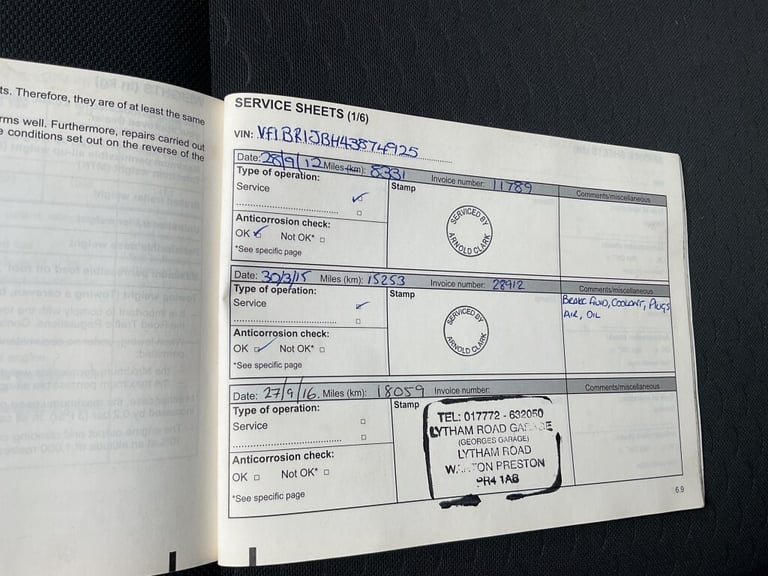 ts. Therefore, they are of at least the same
rms well. Furthermore, repairs carried out
e conditions set out on the reverse of the
SERVICE SHEETS (1/6)
VIN: VF1BR1JBH43874925
Date: 28/9/12 Miles (km): 8331 Invoice number: 11789 Comments/miscellaneous
Type of operation:
Stamp
Service
SERVICED BY
ARNOLD CLARK
Anticorrosion check:
OK Not OK*
*See specific page
Date: 30/3/15 Miles (km): 15253 Invoice number: 28912 Comments/miscellaneous
Type of operation:
Stamp
BRAKE FLUID, COOLANT, PLUGS
AIR, OIL
Service
SERVICED BY
ARNOLD CLARK
Anticorrosion check:
OK Not OK*
*See specific page
Date: 27/9/16. Miles (km): 18059 Invoice number: Comments/miscellaneous
Type of operation:
Stamp
Service
TEL: 017772 - 632050
LYTHAM ROAD
(GEORGES GARAGE)
LYTHAM ROAD
PRESTON
PR4 1AB
Anticorrosion check:
OK Not OK*
*See specific page
6.9